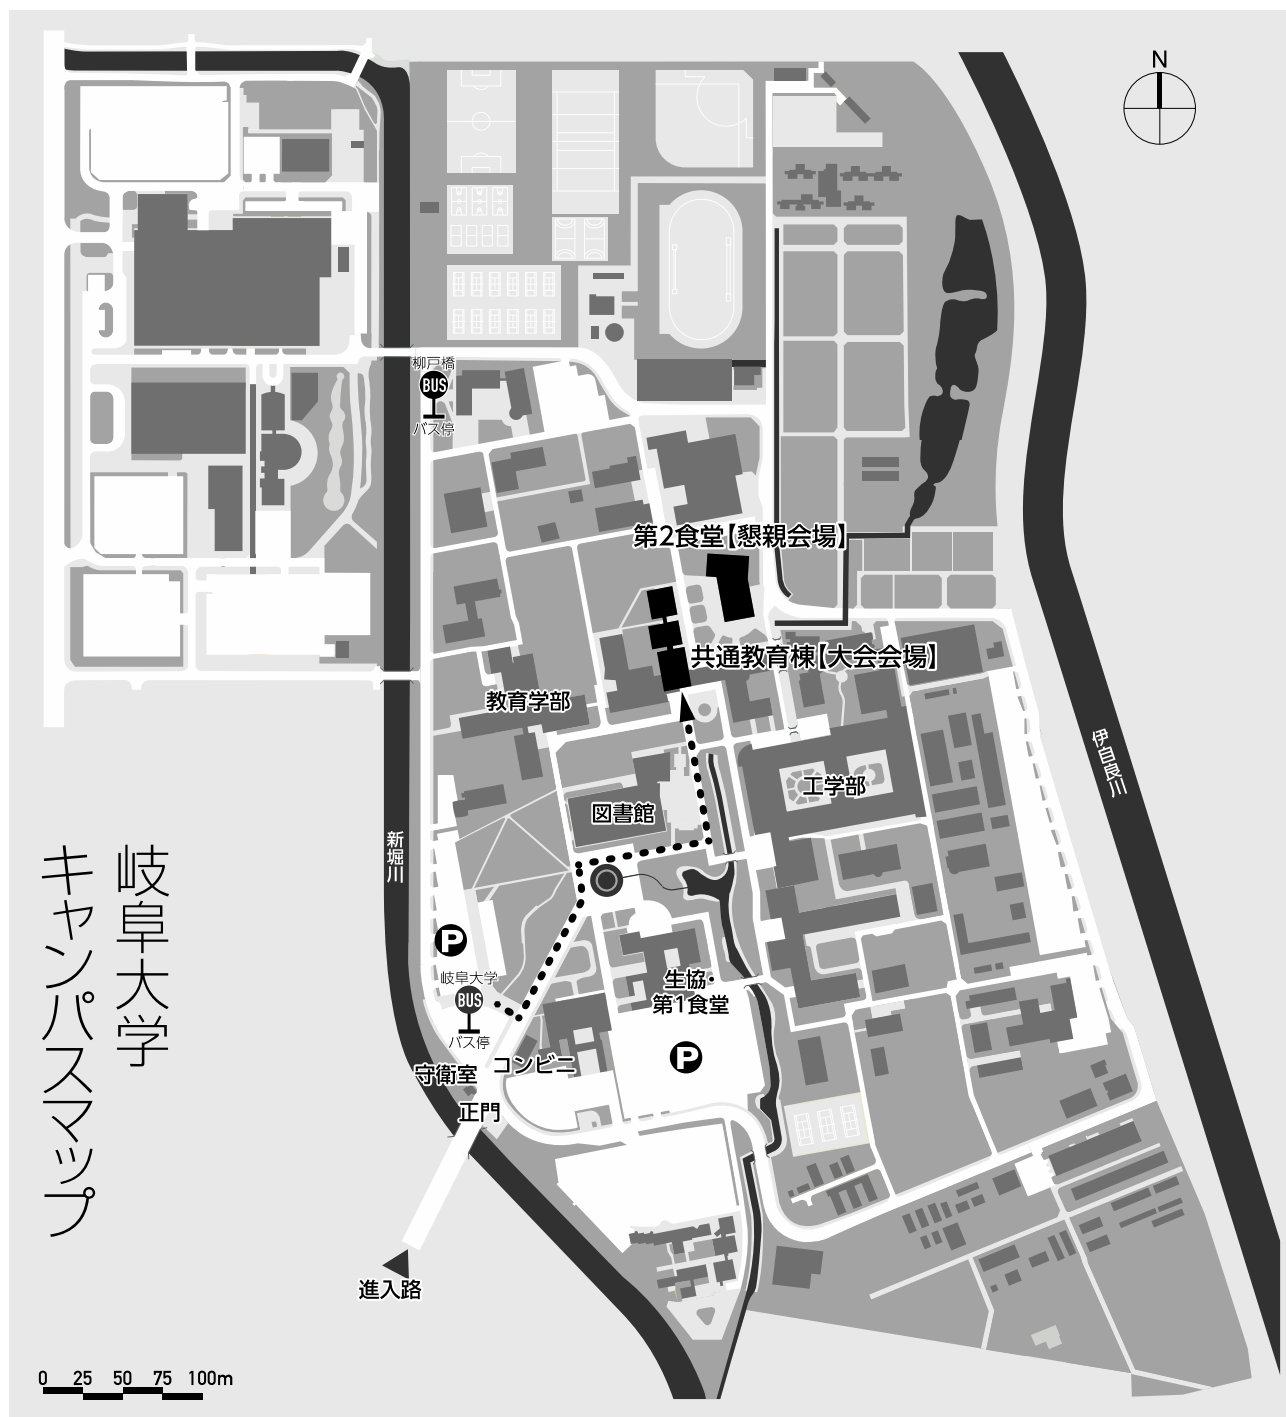 N
柳戸橋
BUS
バス停
第2食堂【懇親会場】
共通教育棟【大会会場】
教育学部
伊自良川
工学部
図書館
新堀川
岐阜大学
キャンパスマップ
P
岐阜大学
BUS
バス停
生協・
第1食堂
P
コンビニ
守衛室
正門
進入路
0 25 50 75 100m